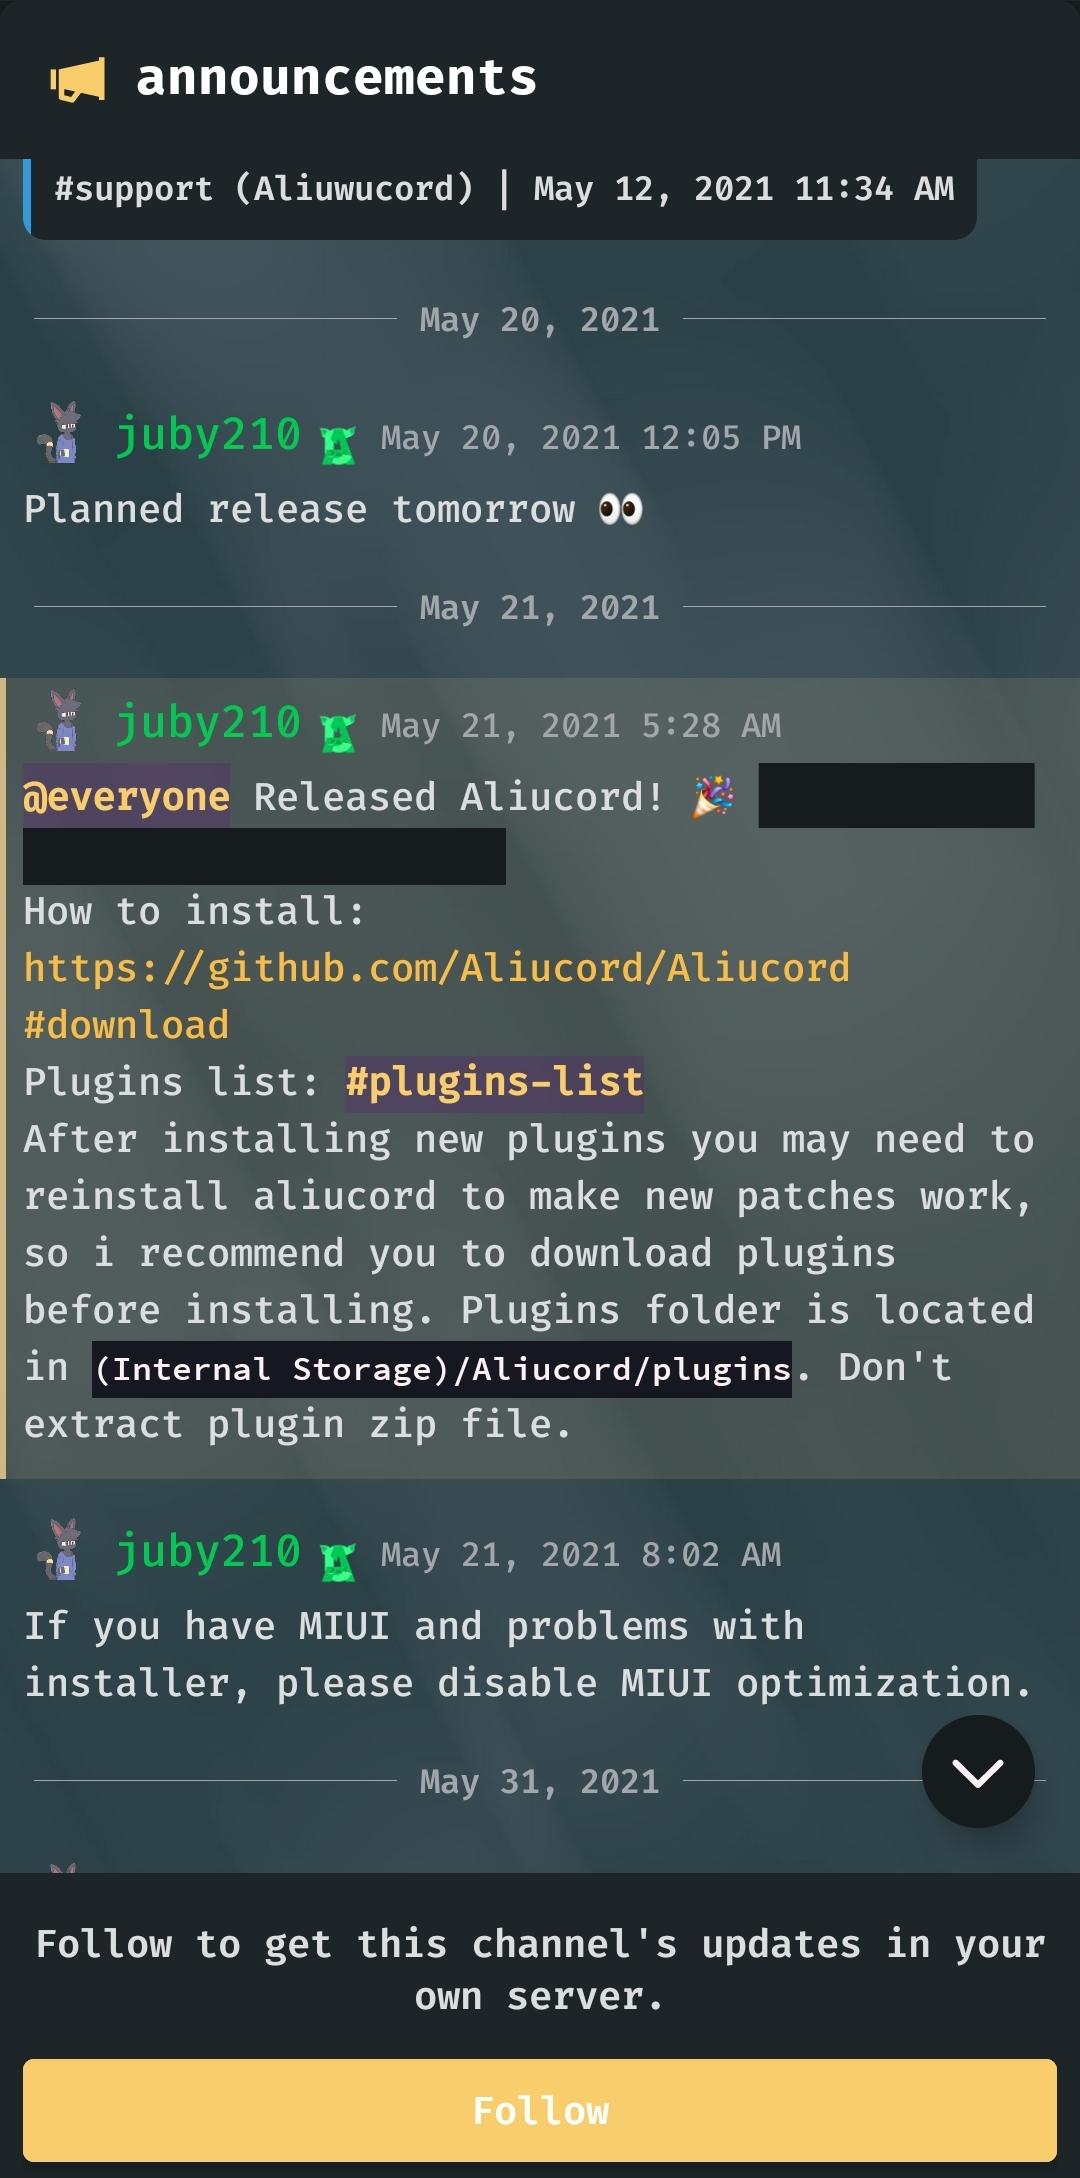 announcements
#support (Aliuwucord) | May 12, 2021 11:34 AM
May 20, 2021
juby210 May 20, 2021 12:05 PM
Planned release tomorrow 👀
May 21, 2021
juby210 May 21, 2021 5:28 AM
@everyone Released Aliucord! 🎉
How to install:
https://github.com/Aliucord/Aliucord
#download
Plugins list: #plugins-list
After installing new plugins you may need to
reinstall aliucord to make new patches work,
so i recommend you to download plugins
before installing. Plugins folder is located
in (Internal Storage)/Aliucord/plugins. Don't
extract plugin zip file.
juby210 May 21, 2021 8:02 AM
If you have MIUI and problems with
installer, please disable MIUI optimization.
May 31, 2021
Follow to get this channel's updates in your
own server.
Follow